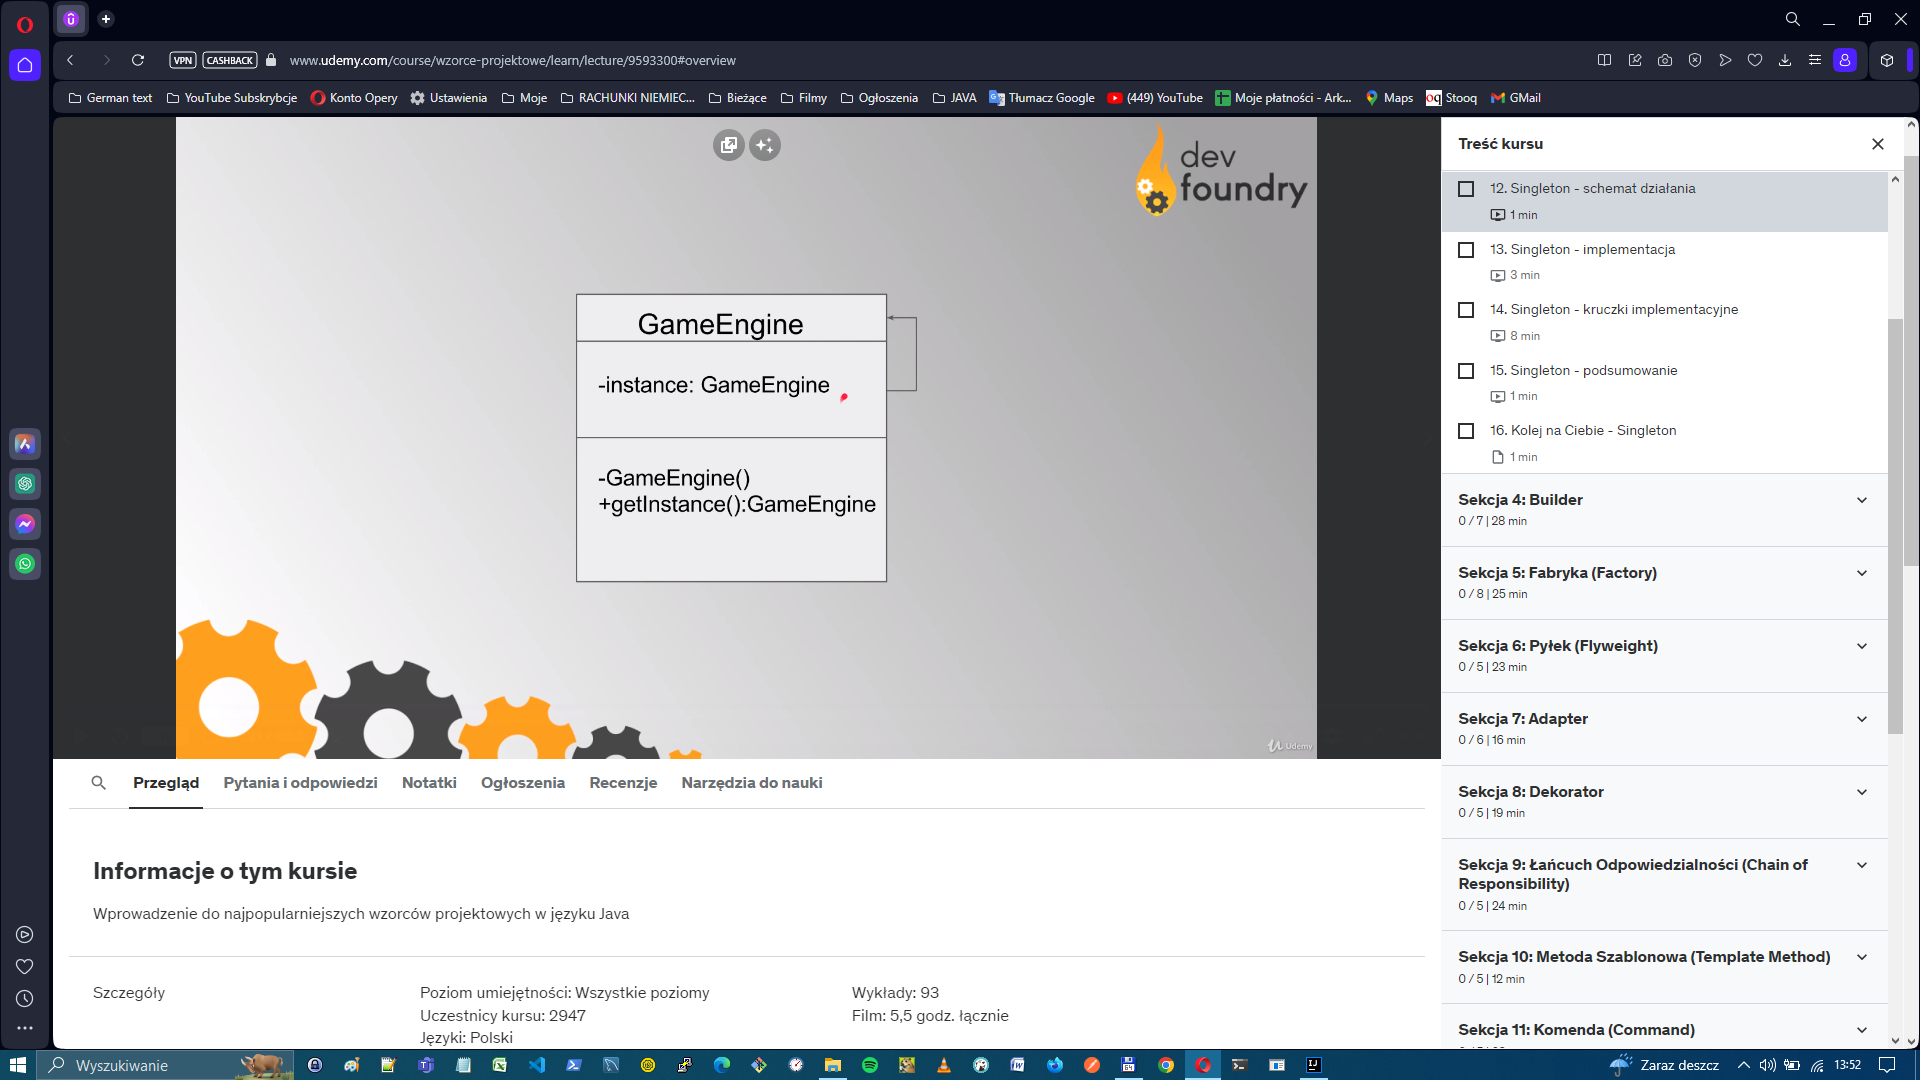 VPN
CASHBACK
www.udemy.com/course/wzorce-projektowe/learn/lecture/9593300#overview
German text
YouTube Subskrybcje
Konto Opery
Ustawienia
Moje
RACHUNKI NIEMIEC...
Bieżące
Filmy
Ogłoszenia
JAVA
Tłumacz Google
(449) YouTube
Moje płatności - Ark...
Maps
oq Stooq
GMail
dev
foundry
GameEngine
-instance: GameEngine
-GameEngine()
+getInstance():GameEngine
Udemy
Treść kursu
12. Singleton - schemat działania
1 min
13. Singleton - implementacja
3 min
14. Singleton - kruczki implementacyjne
8 min
15. Singleton - podsumowanie
1 min
16. Kolej na Ciebie - Singleton
1 min
Sekcja 4: Builder
0 / 7 | 28 min
Sekcja 5: Fabryka (Factory)
0 / 8 | 25 min
Sekcja 6: Pyłek (Flyweight)
0 / 5 | 23 min
Sekcja 7: Adapter
0 / 6 | 16 min
Sekcja 8: Dekorator
0 / 5 | 19 min
Sekcja 9: Łańcuch Odpowiedzialności (Chain of
Responsibility)
0 / 5 | 24 min
Sekcja 10: Metoda Szablonowa (Template Method)
0 / 5 | 12 min
Sekcja 11: Komenda (Command)
Przegląd
Pytania i odpowiedzi
Notatki
Ogłoszenia
Recenzje
Narzędzia do nauki
Informacje o tym kursie
Wprowadzenie do najpopularniejszych wzorców projektowych w języku Java
Szczegóły
Poziom umiejętności: Wszystkie poziomy
Uczestnicy kursu: 2947
Języki: Polski
Wykłady: 93
Film: 5,5 godz. łącznie
Wyszukiwanie
Zaraz deszcz
13:52